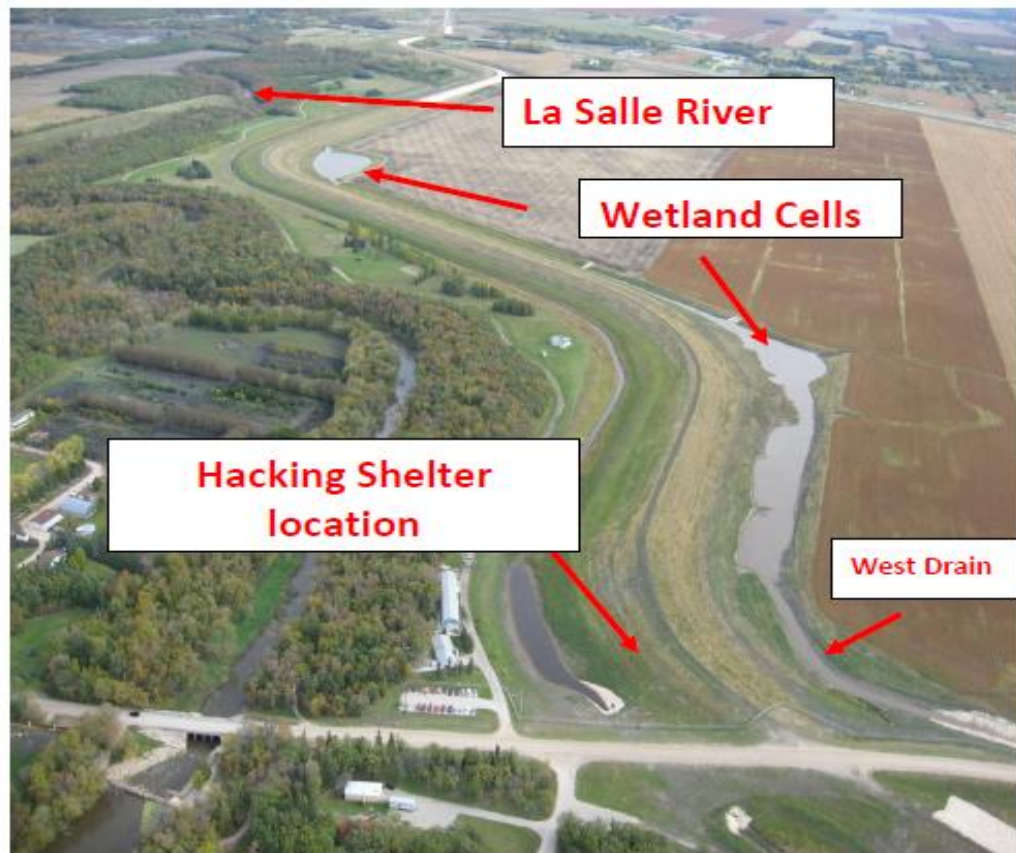 La Salle River
Wetland Cells
Hacking Shelter
location
West Drain